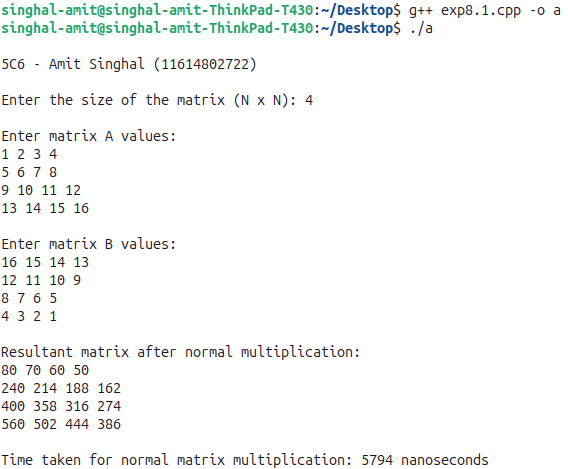 singhal-amit@singhal-amit-ThinkPad-T430:~/Desktop$ g++ exp8.1.cpp -o a
singhal-amit@singhal-amit-ThinkPad-T430:~/Desktop$ ./a
5C6 - Amit Singhal (11614802722)
Enter the size of the matrix (N x N): 4
Enter matrix A values:
1 2 3 4
5 6 7 8
9 10 11 12
13 14 15 16
Enter matrix B values:
16 15 14 13
12 11 10 9
8 7 6 5
4 3 2 1
Resultant matrix after normal multiplication:
80 70 60 50
240 214 188 162
400 358 316 274
560 502 444 386
Time taken for normal matrix multiplication: 5794 nanoseconds